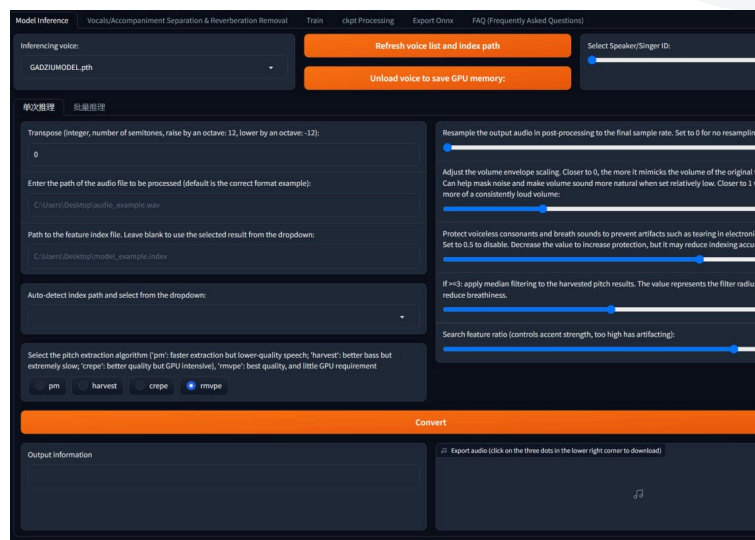 Model Inference
Vocals/Accompaniment Separation & Reverberation Removal
Train
ckpt Processing
Export Onnx
FAQ (Frequently Asked Questions)
Inferencing voice:
GADZIUMODEL.pth
Refresh voice list and index path
Unload voice to save GPU memory:
Select Speaker/Singer ID:
单次推理
批量推理
Transpose (integer, number of semitones, raise by an octave: 12, lower by an octave: -12):
0
Enter the path of the audio file to be processed (default is the correct format example):
C:\Users\Desktop\audio_example.wav
Path to the feature index file. Leave blank to use the selected result from the dropdown:
C:\Users\Desktop\model_example.index
Auto-detect index path and select from the dropdown:
Select the pitch extraction algorithm ('pm': faster extraction but lower-quality speech; 'harvest': better bass but
extremely slow; 'crepe': better quality but GPU intensive), 'rmvpe': best quality, and little GPU requirement
pm
harvest
crepe
rmvpe
Resample the output audio in post-processing to the final sample rate. Set to 0 for no resamplin
Adjust the volume envelope scaling. Closer to 0, the more it mimicks the volume of the original
Can help mask noise and make volume sound more natural when set relatively low. Closer to 1
more of a consistently loud volume:
Protect voiceless consonants and breath sounds to prevent artifacts such as tearing in electroni
Set to 0.5 to disable. Decrease the value to increase protection, but it may reduce indexing accu
If >=3: apply median filtering to the harvested pitch results. The value represents the filter radiu
reduce breathiness.
Search feature ratio (controls accent strength, too high has artifacting):
Convert
Output information
Export audio (click on the three dots in the lower right corner to download)